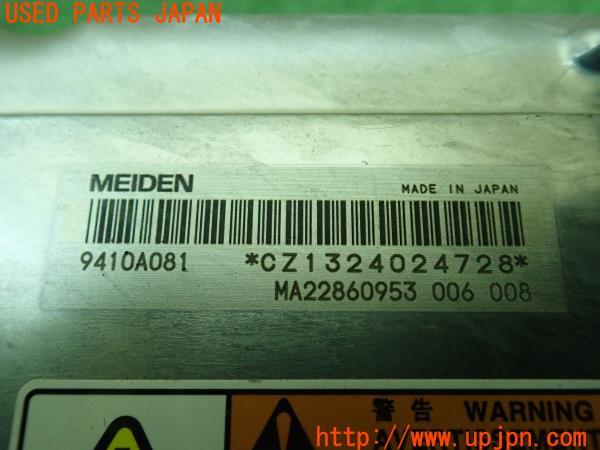 USED PARTS JAPAN
MEIDEN MADE IN JAPAN
9410A081 *CZ1324024728*
MA22860953 006 008
警告 WARNING
http://www.upjpn.com